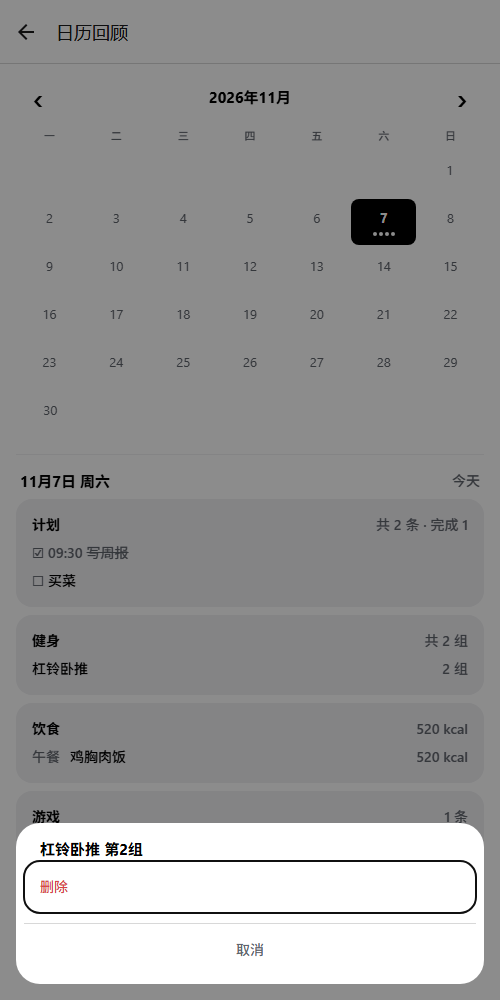 日历回顾
2026年11月
一 二 三 四 五 六 日
1
2 3 4 5 6 7 8
9 10 11 12 13 14 15
16 17 18 19 20 21 22
23 24 25 26 27 28 29
30
11月7日 周六 今天
计划 共 2 条 · 完成 1
09:30 写周报
买菜
健身 共 2 组
杠铃卧推 2 组
饮食 520 kcal
午餐 鸡胸肉饭 520 kcal
游戏 1 条
杠铃卧推 第2组
删除
取消